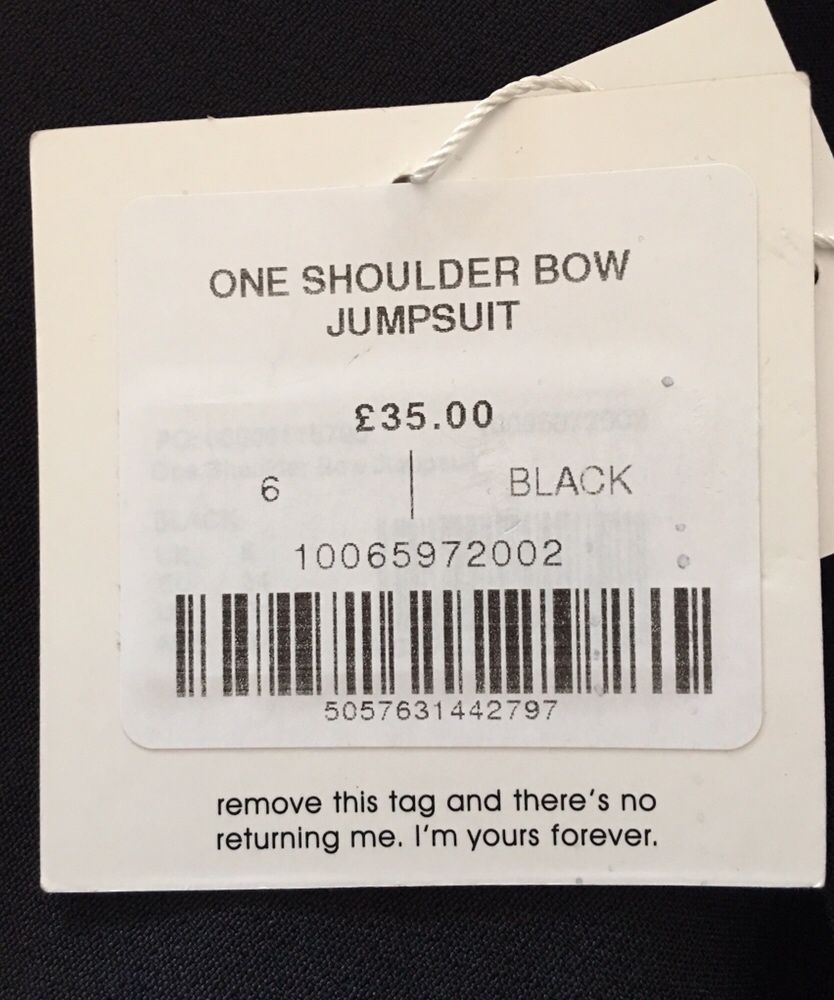 ONE SHOULDER BOW
JUMPSUIT
£35.00
6 | BLACK
10065972002
5057631442797
remove this tag and there's no
returning me. I'm yours forever.